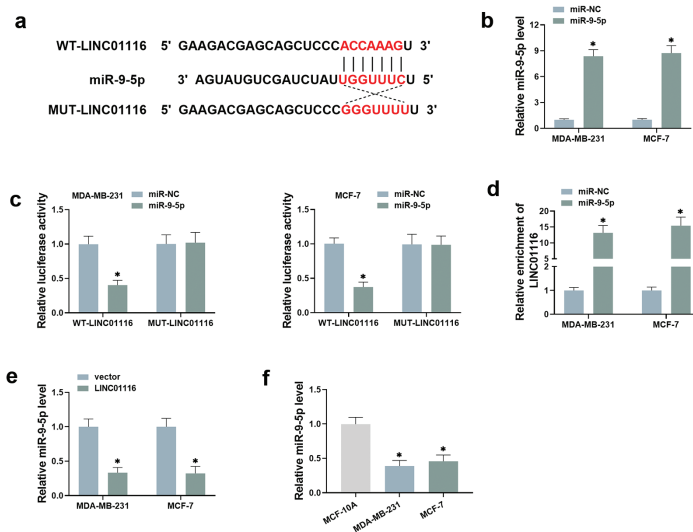 a
WT-LINC01116 5' GAAGACGAGCAGCUCCCACCAAAGU 3'
miR-9-5p 3' AGUAUGUCGAUCUAUUGGUUUCU 5'
MUT-LINC01116 5' GAAGACGAGCAGCUCCCGGGUUUUU 3'
b
miR-NC
miR-9-5p
Relative miR-9-5p level
12
9
6
3
0
* *
MDA-MB-231 MCF-7
c
MDA-MB-231
miR-NC
miR-9-5p
Relative luciferase activity
1.5
1.0
0.5
0.0
*
WT-LINC01116 MUT-LINC01116
MCF-7
miR-NC
miR-9-5p
Relative luciferase activity
1.5
1.0
0.5
0.0
*
WT-LINC01116 MUT-LINC01116
d
miR-NC
miR-9-5p
Relative enrichment of
LINC01116
20
15
10
5
2
1
0
* *
MDA-MB-231 MCF-7
e
vector
LINC01116
Relative miR-9-5p level
1.5
1.0
0.5
0.0
* *
MDA-MB-231 MCF-7
f
Relative miR-9-5p level
1.5
1.0
0.5
0.0
* *
MCF-10A MDA-MB-231 MCF-7